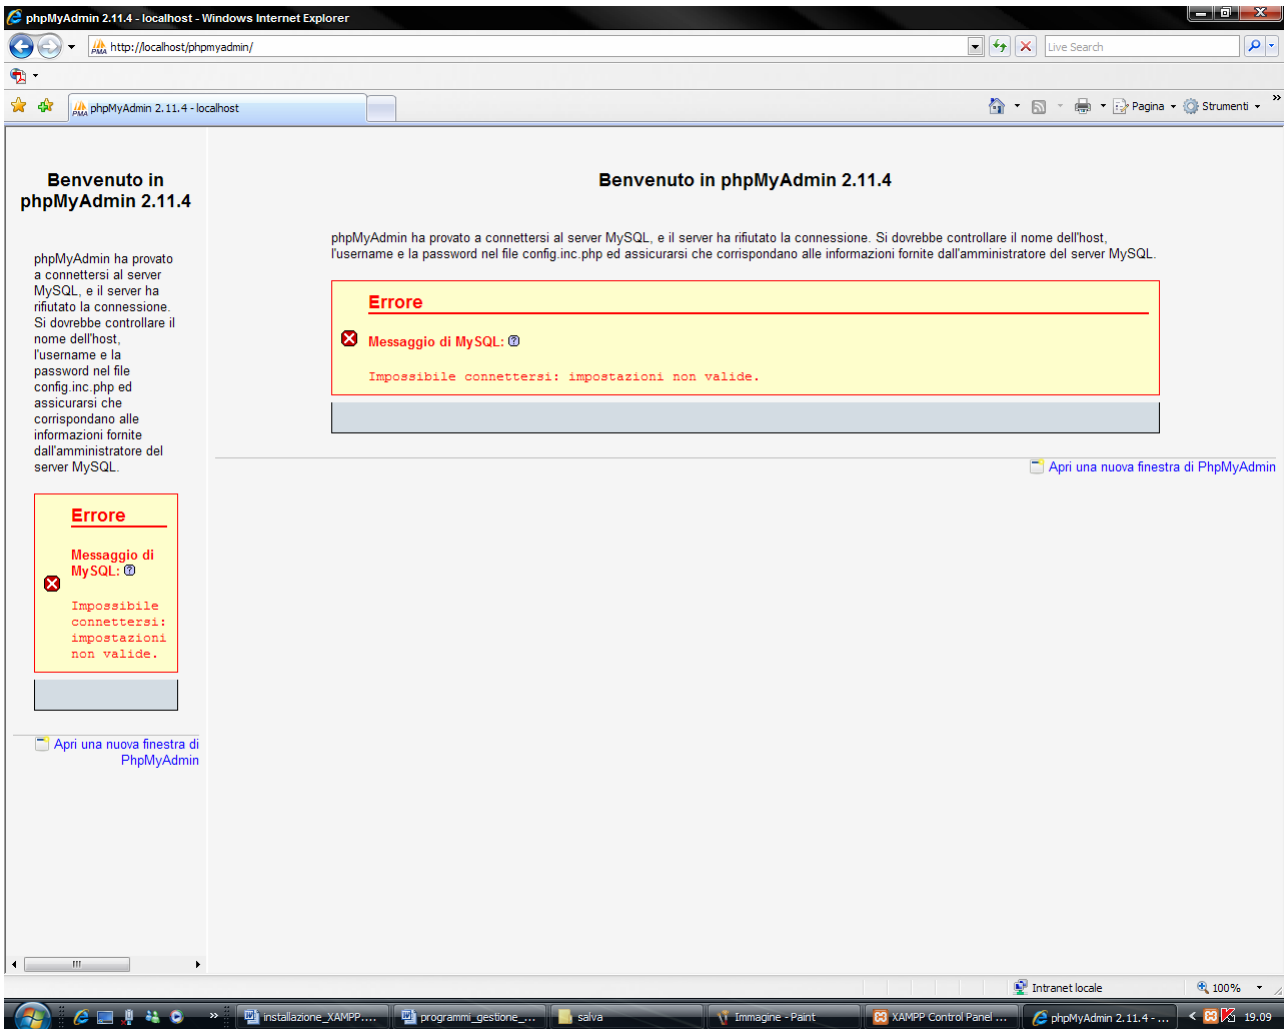 phpMyAdmin 2.11.4 - localhost - Windows Internet Explorer
http://localhost/phpmyadmin/
Live Search
phpMyAdmin 2.11.4 - localhost
Pagina
Strumenti
Benvenuto in
phpMyAdmin 2.11.4
phpMyAdmin ha provato
a connettersi al server
MySQL, e il server ha
rifiutato la connessione.
Si dovrebbe controllare il
nome dell'host,
l'username e la
password nel file
config.inc.php ed
assicurarsi che
corrispondano alle
informazioni fornite
dall'amministratore del
server MySQL.
Errore
Messaggio di
MySQL:
Impossibile
connettersi:
impostazioni
non valide.
Apri una nuova finestra di
PhpMyAdmin
Benvenuto in phpMyAdmin 2.11.4
phpMyAdmin ha provato a connettersi al server MySQL, e il server ha rifiutato la connessione. Si dovrebbe controllare il nome dell'host,
l'username e la password nel file config.inc.php ed assicurarsi che corrispondano alle informazioni fornite dall'amministratore del server MySQL.
Errore
Messaggio di MySQL:
Impossibile connettersi: impostazioni non valide.
Apri una nuova finestra di PhpMyAdmin
Intranet locale
100%
installazione_XAMPP....
programmi_gestione_...
salva
Immagine - Paint
XAMPP Control Panel ...
phpMyAdmin 2.11.4 - ...
19.09